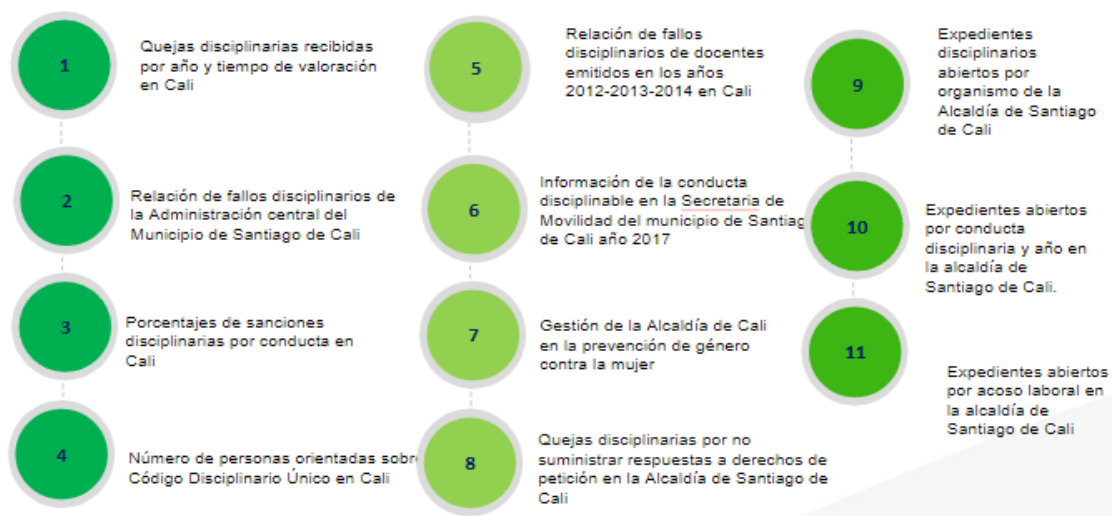 1
Quejas disciplinarias recibidas
por año y tiempo de valoración
en Cali
2
Relación de fallos disciplinarios de
la Administración central del
Municipio de Santiago de Cali
3
Porcentajes de sanciones
disciplinarias por conducta en
Cali
4
Número de personas orientadas sobre
Código Disciplinario Único en Cali
5
Relación de fallos
disciplinarios de docentes
emitidos en los años
2012-2013-2014 en Cali
6
Información de la conducta
disciplinable en la Secretaria de
Movilidad del municipio de Santiag
de Cali año 2017
7
Gestión de la Alcaldía de Cali
en la prevención de género
contra la mujer
8
Quejas disciplinarias por no
suministrar respuestas a derechos de
petición en la Alcaldía de Santiago de
Cali
9
Expedientes
disciplinarios
abiertos por
organismo de la
Alcaldía de Santiago
de Cali
10
Expedientes abiertos
por conducta
disciplinaria y año en
la alcaldía de
Santiago de Cali.
11
Expedientes abiertos
por acoso laboral en
la alcaldía de
Santiago de Cali